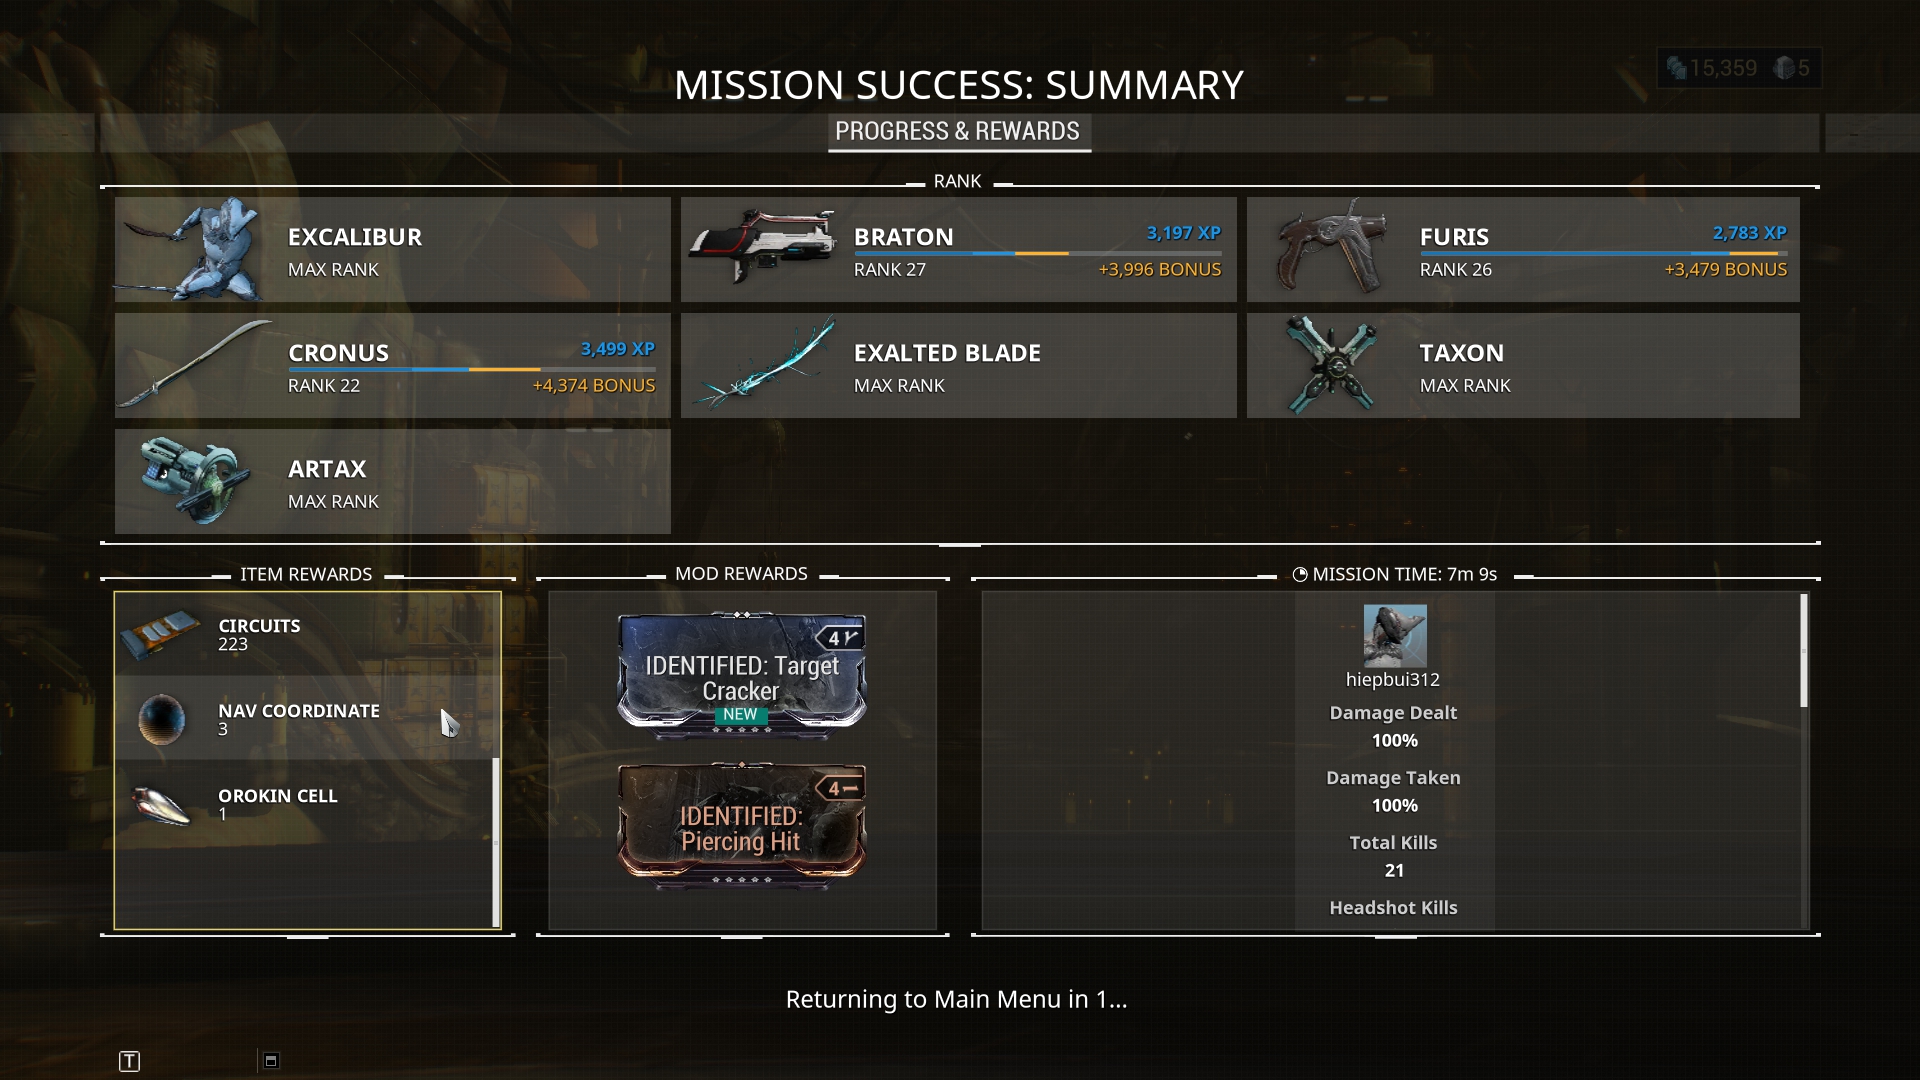 15,359 5
MISSION SUCCESS: SUMMARY
PROGRESS & REWARDS
RANK
EXCALIBUR
MAX RANK
BRATON
3,197 XP
RANK 27
+3,996 BONUS
FURIS
2,783 XP
RANK 26
+3,479 BONUS
CRONUS
3,499 XP
RANK 22
+4,374 BONUS
EXALTED BLADE
MAX RANK
TAXON
MAX RANK
ARTAX
MAX RANK
ITEM REWARDS
CIRCUITS
223
NAV COORDINATE
3
OROKIN CELL
1
MOD REWARDS
4
IDENTIFIED: Target
Cracker
NEW
4
IDENTIFIED:
Piercing Hit
MISSION TIME: 7m 9s
hiepbui312
Damage Dealt
100%
Damage Taken
100%
Total Kills
21
Headshot Kills
Returning to Main Menu in 1...
T